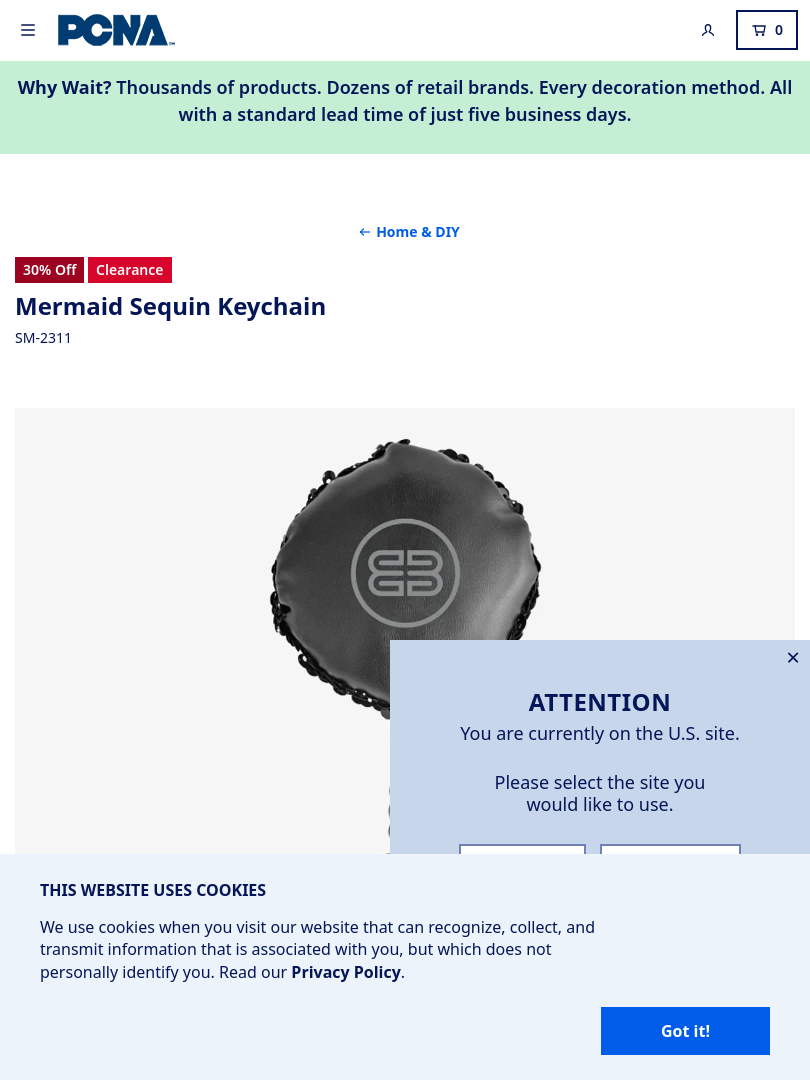 PCNA™
0
Why Wait? Thousands of products. Dozens of retail brands. Every decoration method. All
with a standard lead time of just five business days.
← Home & DIY
30% Off
Clearance
Mermaid Sequin Keychain
SM-2311
ATTENTION
You are currently on the U.S. site.
Please select the site you
would like to use.
THIS WEBSITE USES COOKIES
We use cookies when you visit our website that can recognize, collect, and
transmit information that is associated with you, but which does not
personally identify you. Read our Privacy Policy.
Got it!